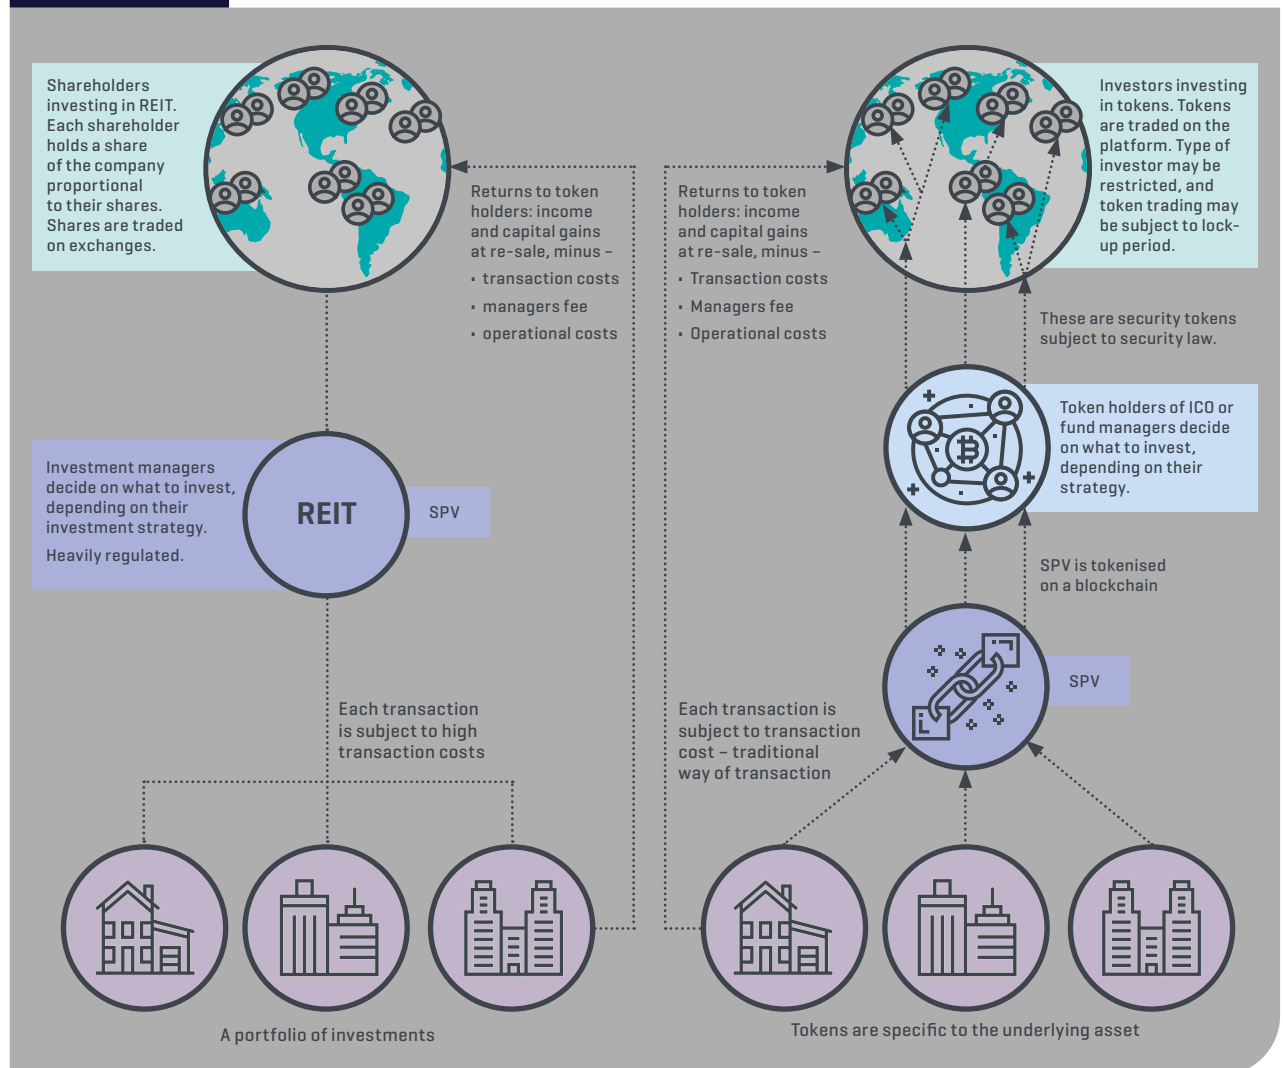 Shareholders
investing in REIT.
Each shareholder
holds a share
of the company
proportional
to their shares.
Shares are traded
on exchanges.
Returns to token
holders: income
and capital gains
at re-sale, minus –
· transaction costs
· managers fee
· operational costs
Investment managers
decide on what to invest,
depending on their
investment strategy.
Heavily regulated.
REIT
SPV
Each transaction
is subject to high
transaction costs
A portfolio of investments
Returns to token
holders: income
and capital gains
at re-sale, minus –
· Transaction costs
· Managers fee
· Operational costs
Investors investing
in tokens. Tokens
are traded on the
platform. Type of
investor may be
restricted, and
token trading may
be subject to lock-
up period.
These are security tokens
subject to security law.
Token holders of ICO or
fund managers decide
on what to invest,
depending on their
strategy.
SPV is tokenised
on a blockchain
SPV
Each transaction is
subject to transaction
cost – traditional
way of transaction
Tokens are specific to the underlying asset